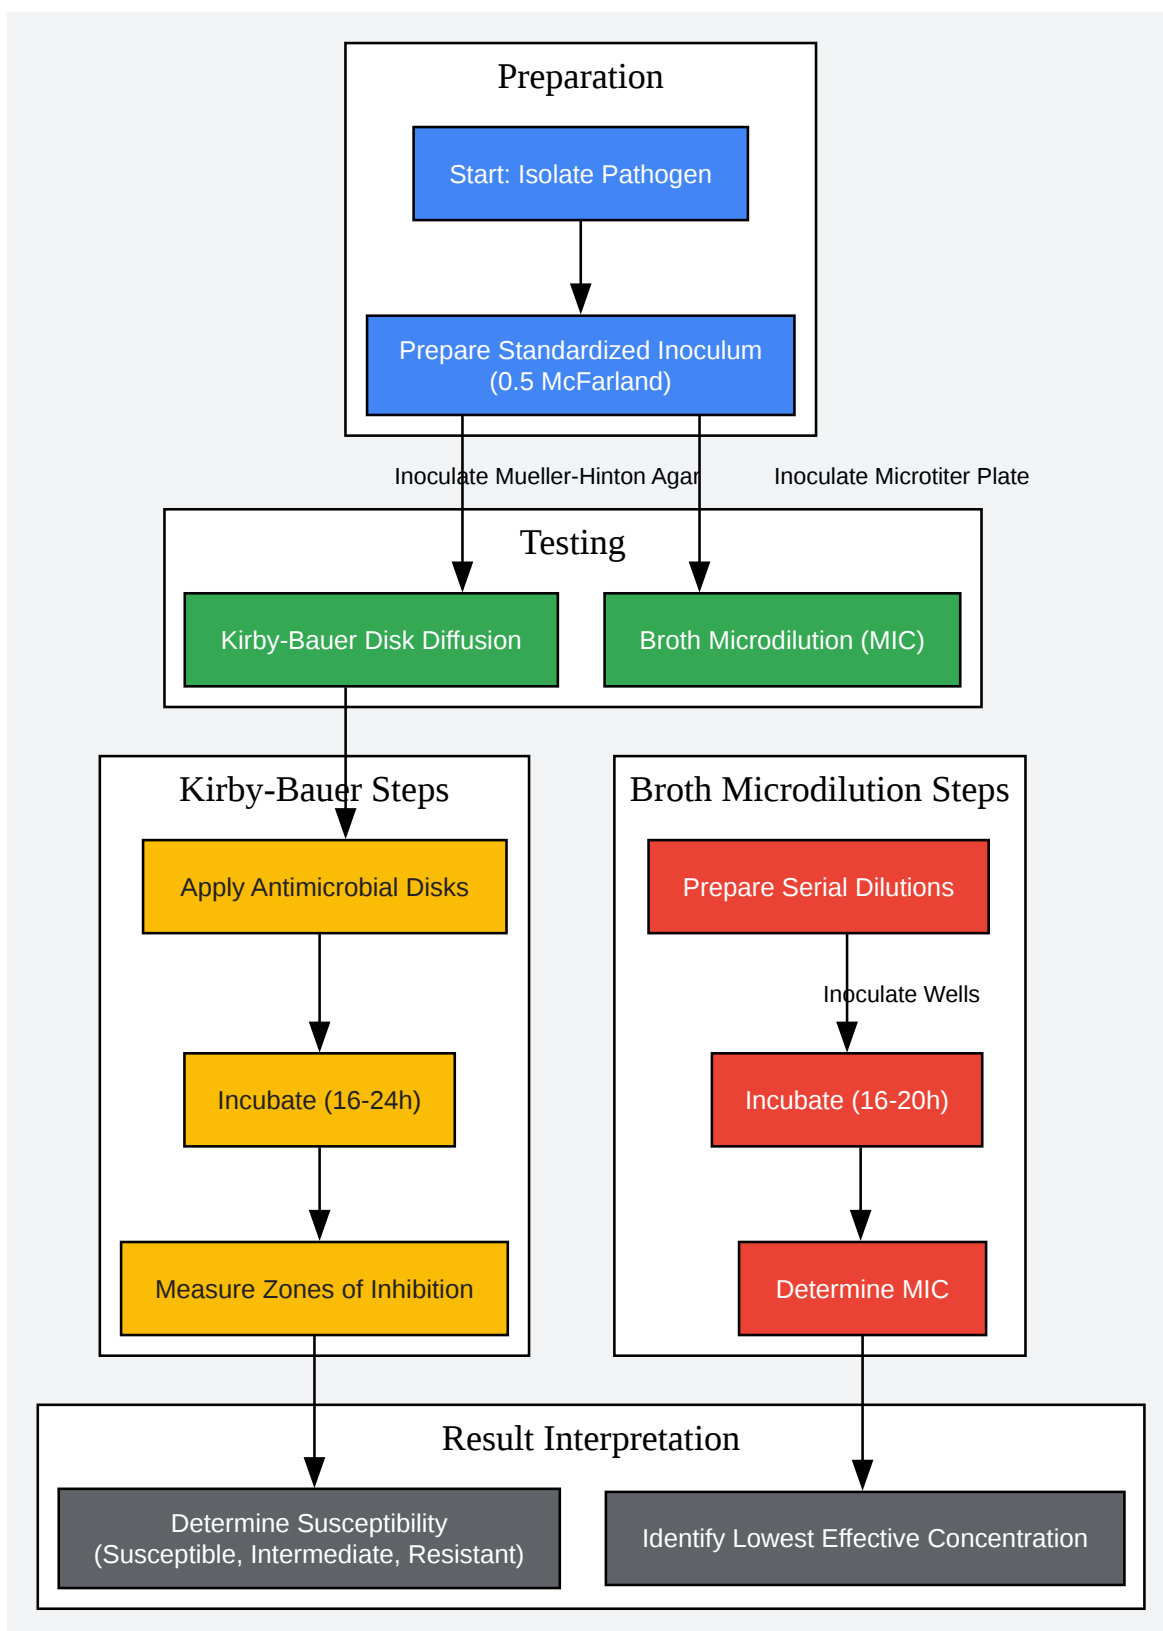 Preparation
Start: Isolate Pathogen
Prepare Standardized Inoculum
(0.5 McFarland)
Inoculate Mueller-Hinton Agar
Inoculate Microtiter Plate
Testing
Kirby-Bauer Disk Diffusion
Broth Microdilution (MIC)
Kirby-Bauer Steps
Apply Antimicrobial Disks
Incubate (16-24h)
Measure Zones of Inhibition
Broth Microdilution Steps
Prepare Serial Dilutions
Inoculate Wells
Incubate (16-20h)
Determine MIC
Result Interpretation
Determine Susceptibility
(Susceptible, Intermediate, Resistant)
Identify Lowest Effective Concentration